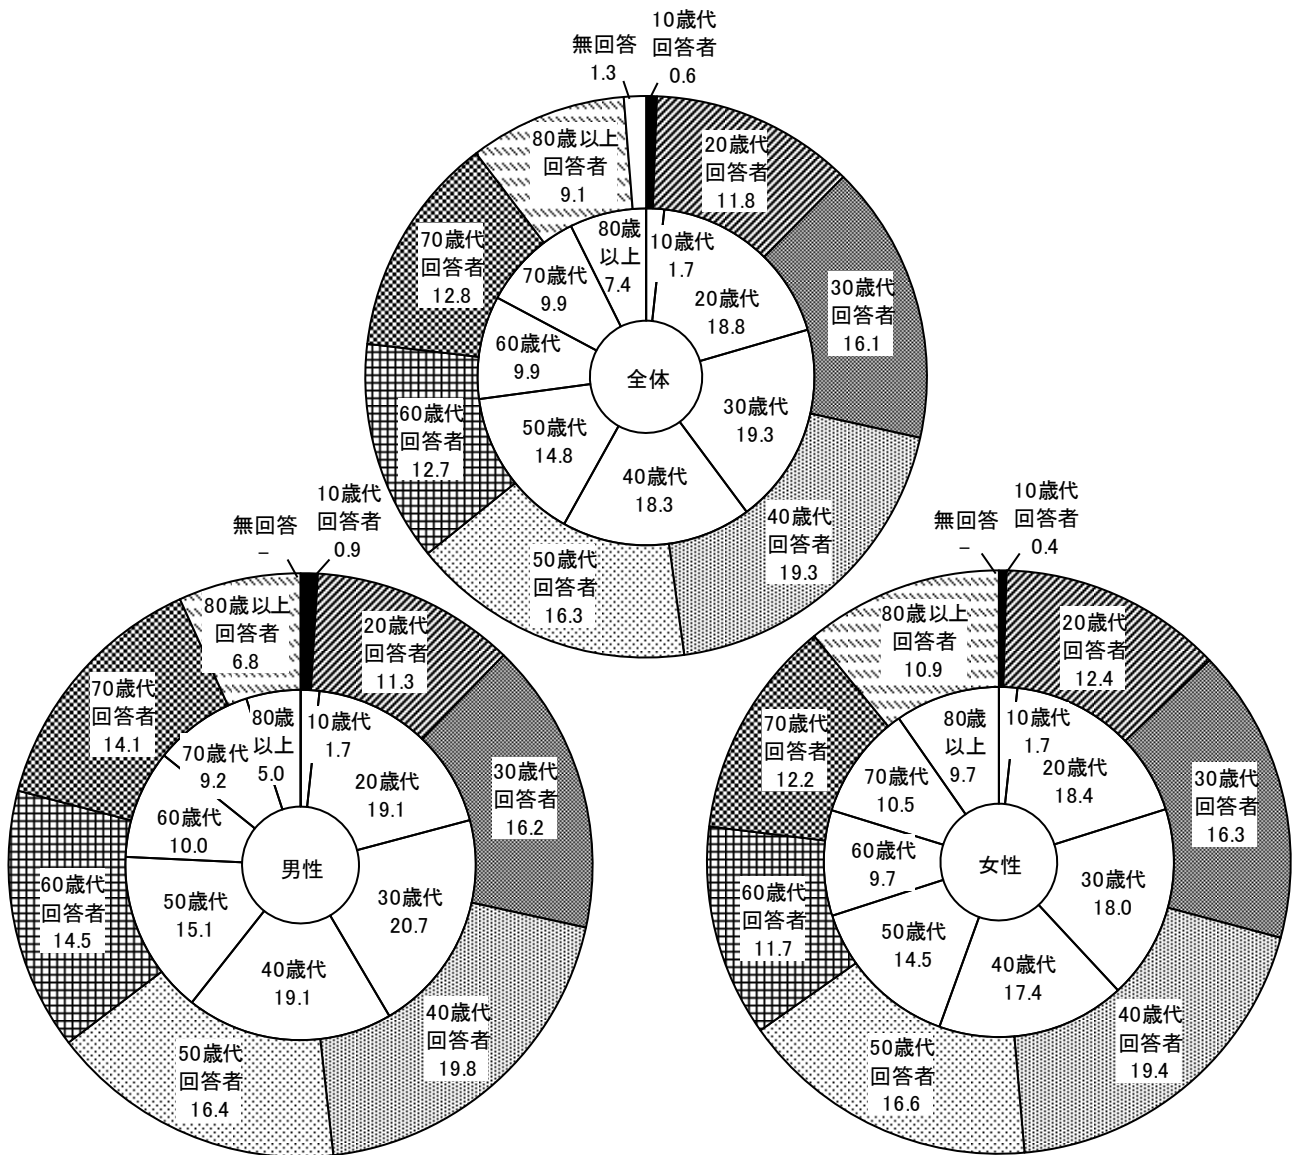 無回答
1.3
10歳代
回答者
0.6
20歳代
回答者
11.8
30歳代
回答者
16.1
40歳代
回答者
19.3
50歳代
回答者
16.3
60歳代
回答者
12.7
70歳代
回答者
12.8
80歳以上
回答者
9.1
10歳代
1.7
20歳代
18.8
30歳代
19.3
40歳代
18.3
50歳代
14.8
60歳代
9.9
70歳代
9.9
80歳
以上
7.4
全体
無回答
–
10歳代
回答者
0.9
20歳代
回答者
11.3
30歳代
回答者
16.2
40歳代
回答者
19.8
50歳代
回答者
16.4
60歳代
回答者
14.5
70歳代
回答者
14.1
80歳以上
回答者
6.8
10歳代
1.7
20歳代
19.1
30歳代
20.7
40歳代
19.1
50歳代
15.1
60歳代
10.0
70歳代
9.2
80歳
以上
5.0
男性
無回答
–
10歳代
回答者
0.4
20歳代
回答者
12.4
30歳代
回答者
16.3
40歳代
回答者
19.4
50歳代
回答者
16.6
60歳代
回答者
11.7
70歳代
回答者
12.2
80歳以上
回答者
10.9
10歳代
1.7
20歳代
18.4
30歳代
18.0
40歳代
17.4
50歳代
14.5
60歳代
9.7
70歳代
10.5
80歳
以上
9.7
女性